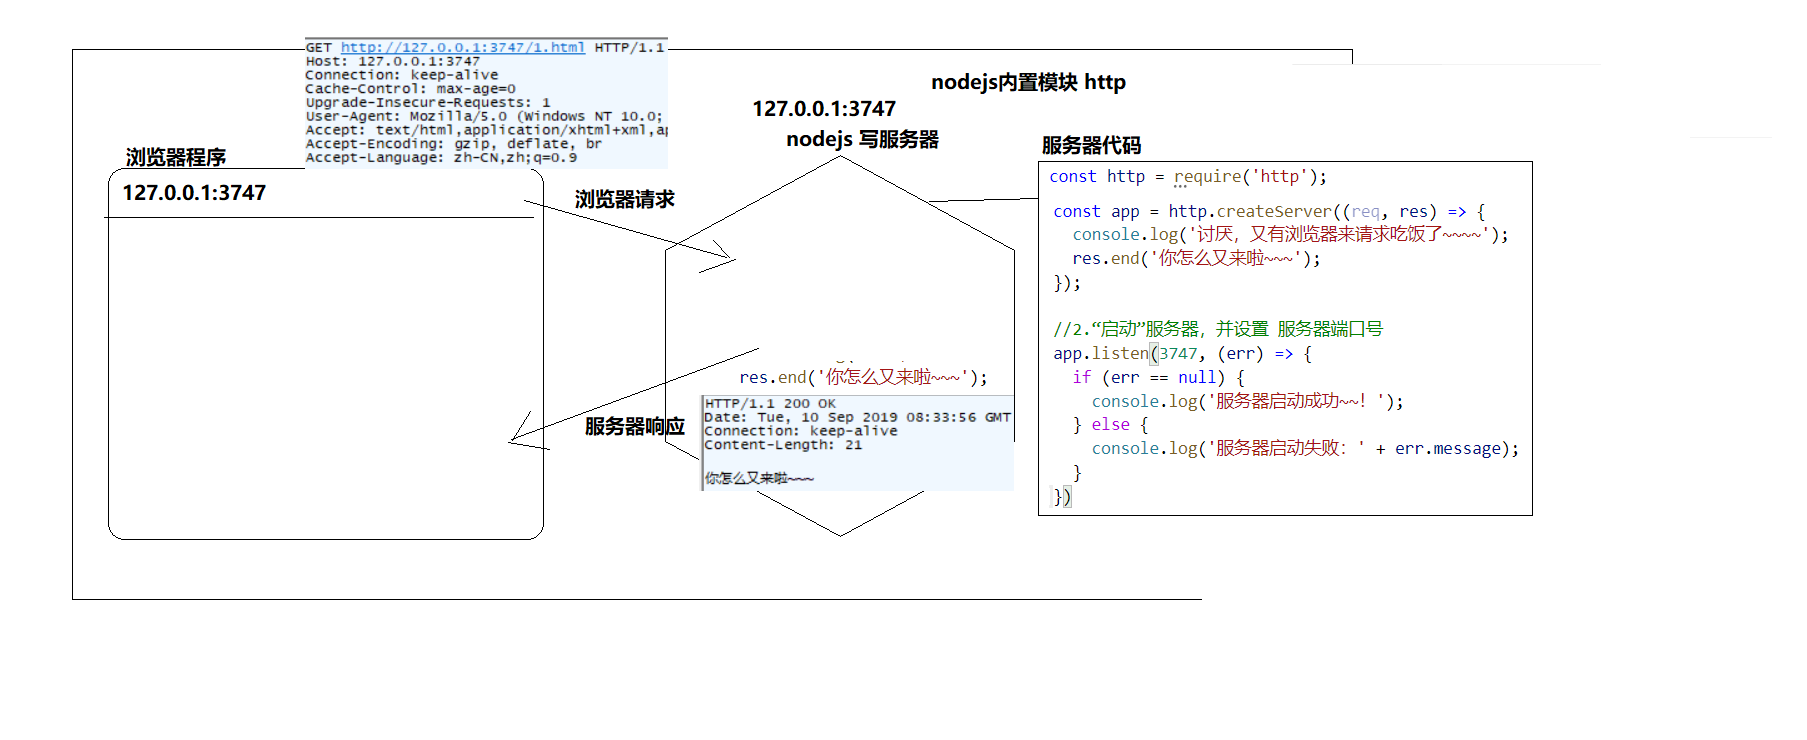 GET http://127.0.0.1:3747/1.html HTTP/1.1
Host: 127.0.0.1:3747
Connection: keep-alive
Cache-Control: max-age=0
Upgrade-Insecure-Requests: 1
User-Agent: Mozilla/5.0 (Windows NT 10.0;
Accept: text/html,application/xhtml+xml,ap
Accept-Encoding: gzip, deflate, br
Accept-Language: zh-CN,zh;q=0.9
浏览器程序
127.0.0.1:3747
浏览器请求
nodejs内置模块 http
127.0.0.1:3747
nodejs 写服务器
服务器代码
const http = require('http');
const app = http.createServer((req, res) => {
console.log('讨厌，又有浏览器来请求吃饭了~~~~');
res.end('你怎么又来啦~~~');
});
//2.“启动”服务器，并设置 服务器端口号
app.listen(3747, (err) => {
if (err == null) {
console.log('服务器启动成功~~！');
} else {
console.log('服务器启动失败：' + err.message);
}
})
res.end('你怎么又来啦~~~');
服务器响应
HTTP/1.1 200 OK
Date: Tue, 10 Sep 2019 08:33:56 GMT
Connection: keep-alive
Content-Length: 21
你怎么又来啦~~~